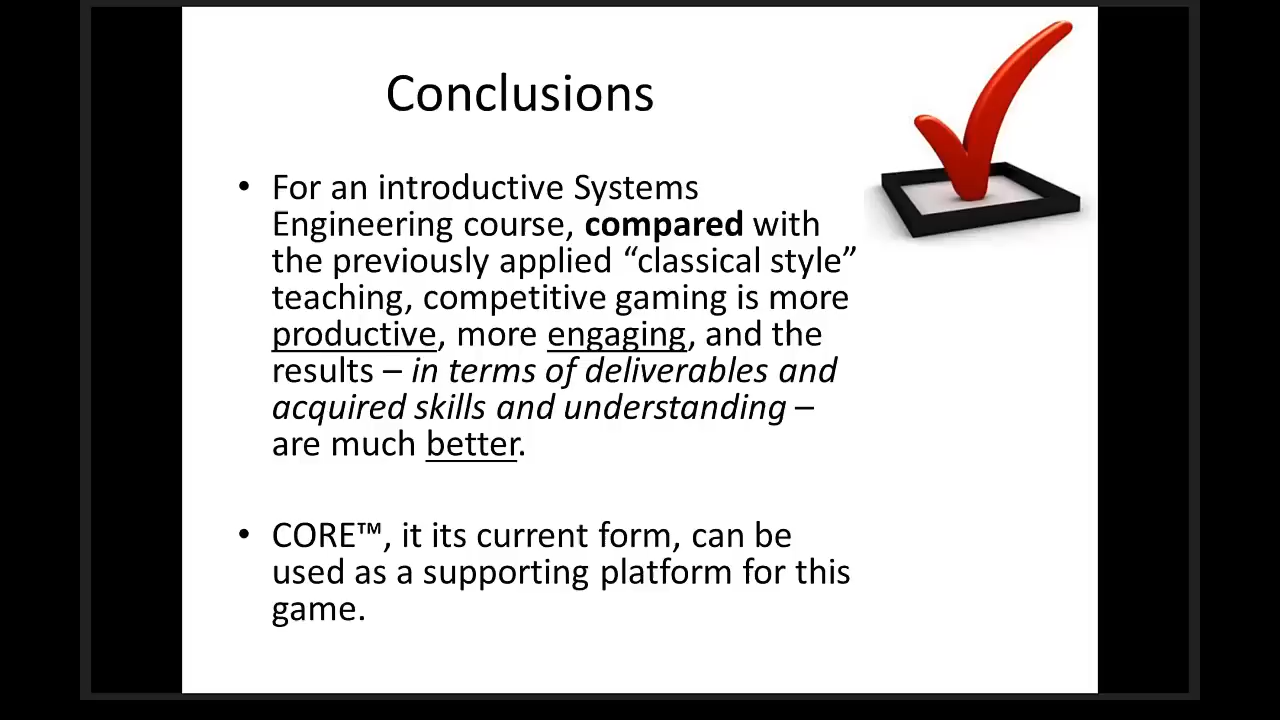 Conclusions
• For an introductive Systems
Engineering course, compared with
the previously applied “classical style”
teaching, competitive gaming is more
productive, more engaging, and the
results – in terms of deliverables and
acquired skills and understanding –
are much better.
• CORE™, it its current form, can be
used as a supporting platform for this
game.